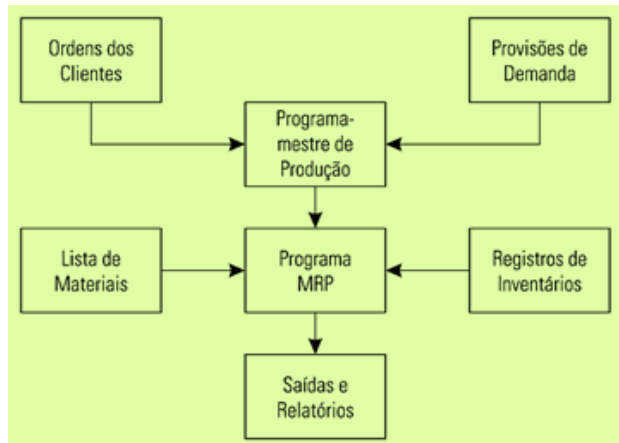 Ordens dos
Clientes
Provisões de
Demanda
Programa-
mestre de
Produção
Lista de
Materiais
Programa
MRP
Registros de
Inventários
Saídas e
Relatórios